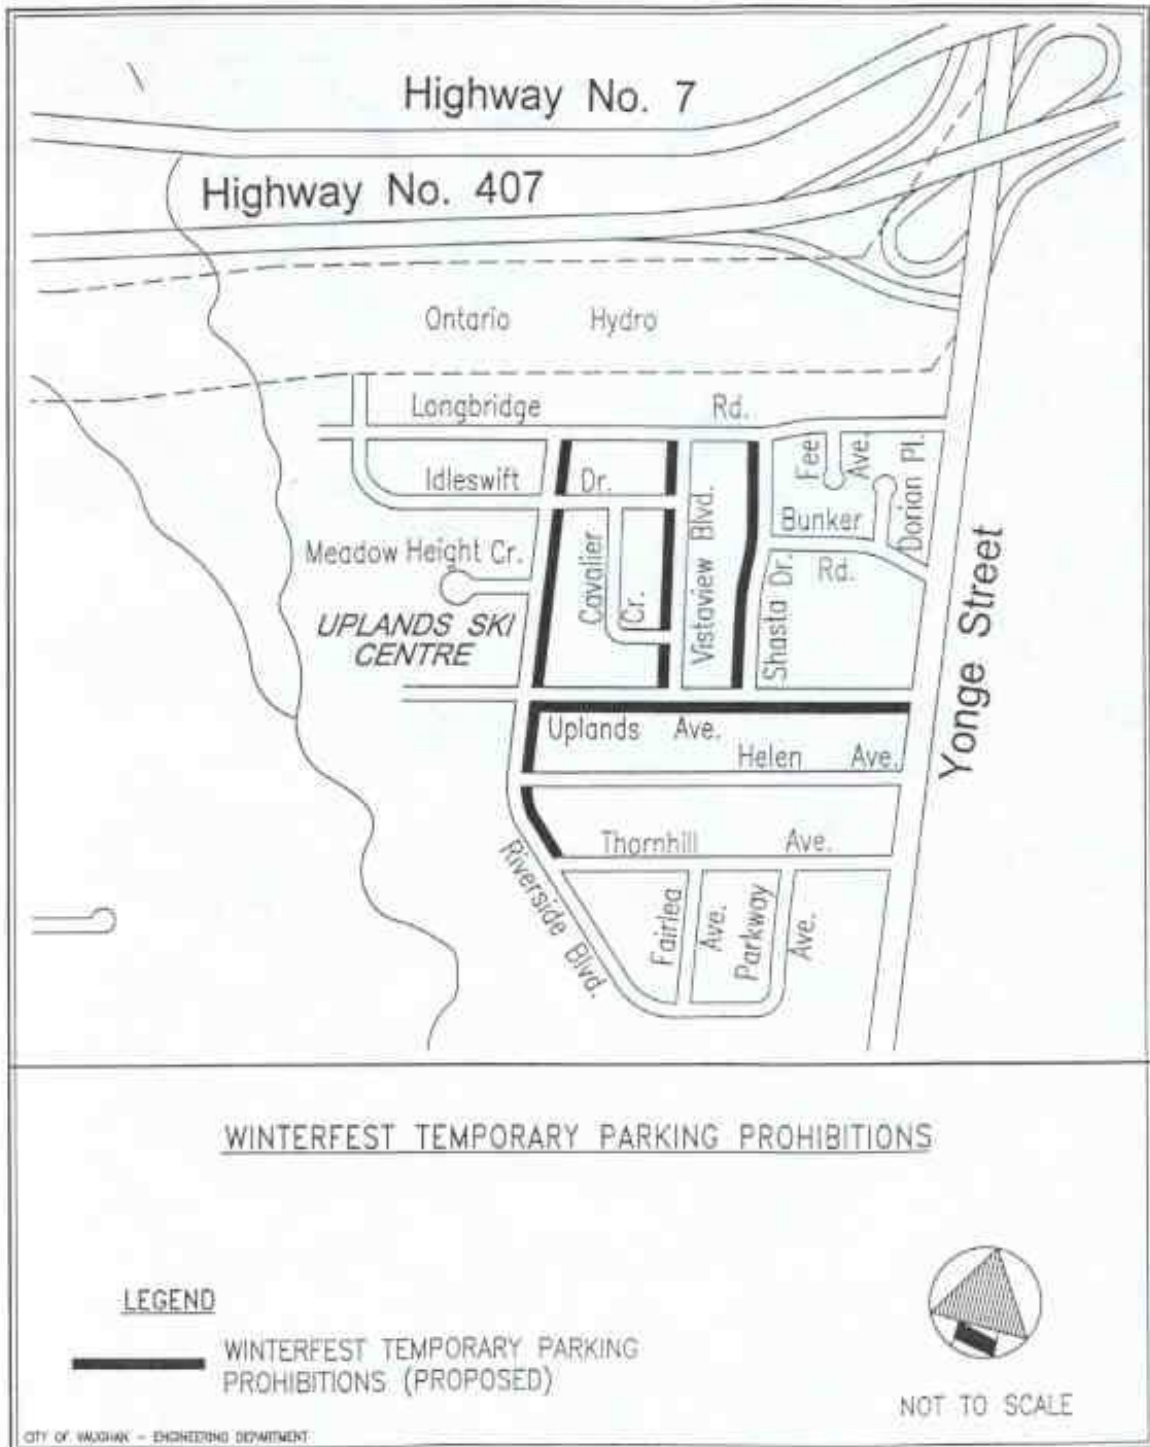 Highway No. 7
Highway No. 407
Ontario Hydro
Longbridge Rd.
Fee Ave.
Dorian Pl.
Idleswift Dr.
Bunker Rd.
Meadow Height Cr.
Cavalier Cr.
Vistaview Blvd.
Shasta Dr.
UPLANDS SKI
CENTRE
Yonge Street
Uplands Ave.
Helen Ave.
Thornhill Ave.
Riverside Blvd.
Fairlea Ave.
Parkway Ave.
WINTERFEST TEMPORARY PARKING PROHIBITIONS
LEGEND
WINTERFEST TEMPORARY PARKING
PROHIBITIONS (PROPOSED)
NOT TO SCALE
CITY OF VAUGHAN - ENGINEERING DEPARTMENT